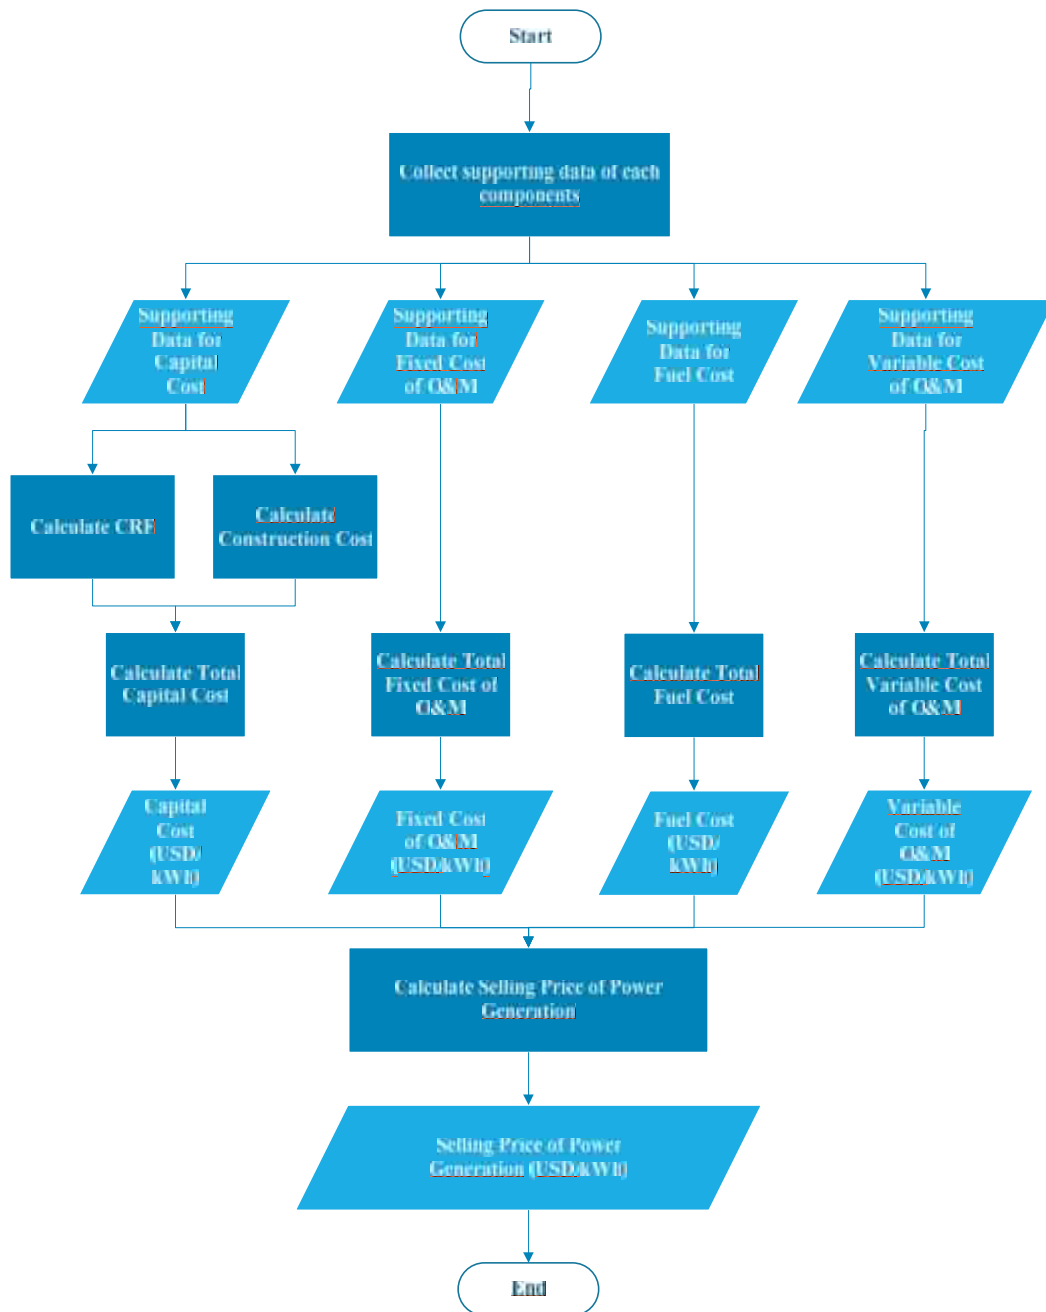 Start
Collect supporting data of each
components
Supporting
Data for
Capital
Cost
Supporting
Data for
Fixed Cost
of O&M
Supporting
Data for
Fuel Cost
Supporting
Data for
Variable Cost
of O&M
Calculate CRF
Calculate
Construction Cost
Calculate Total
Capital Cost
Calculate Total
Fixed Cost of
O&M
Calculate Total
Fuel Cost
Calculate Total
Variable Cost
of O&M
Capital
Cost
(USD/
kWh)
Fixed Cost
of O&M
(USD/kWh)
Fuel Cost
(USD/
kWh)
Variable
Cost of
O&M
(USD/kWh)
Calculate Selling Price of Power
Generation
Selling Price of Power
Generation (USD/kWh)
End